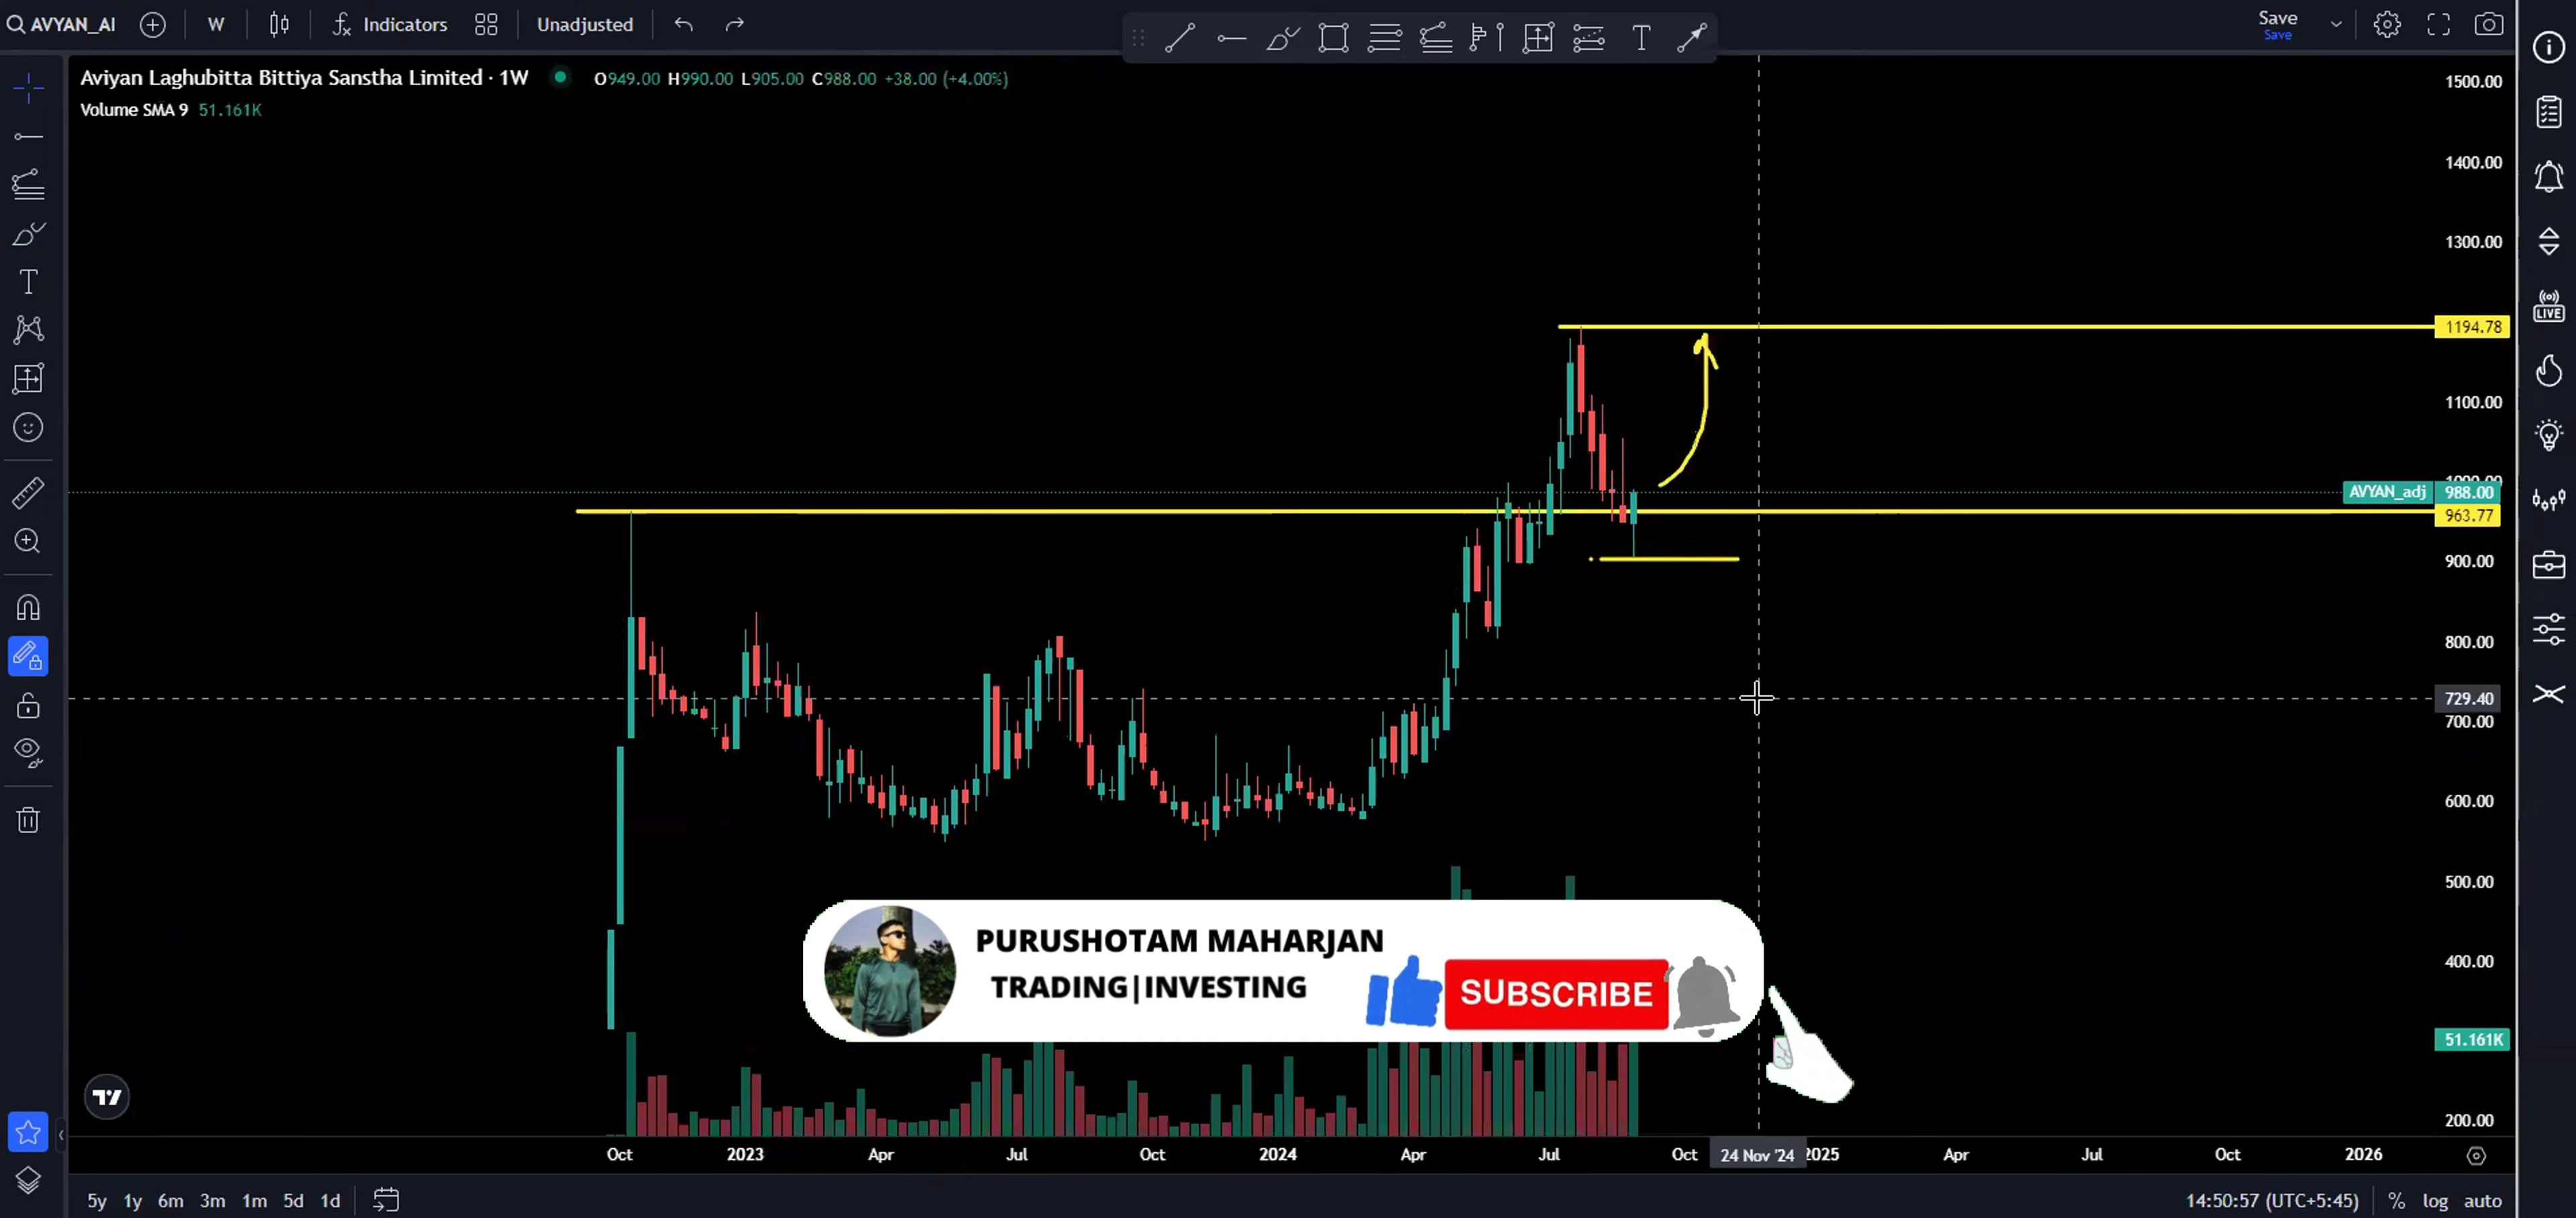 AVYAN_AI W Indicators Unadjusted Save
Save
Aviyan Laghubitta Bittiya Sanstha Limited · 1W O949.00 H990.00 L905.00 C988.00 +38.00 (+4.00%)
Volume SMA 9 51.161K
1500.00
1400.00
1300.00
LIVE
1194.78
1100.00
AVYAN_adj 988.00
963.77
900.00
800.00
729.40
700.00
600.00
500.00
400.00
PURUSHOTAM MAHARJAN
TRADING|INVESTING
SUBSCRIBE
51.161K
200.00
Oct 2023 Apr Jul Oct 2024 Apr Jul Oct 24 Nov '24 2025 Apr Jul Oct 2026
5y 1y 6m 3m 1m 5d 1d 14:50:57 (UTC+5:45) % log auto